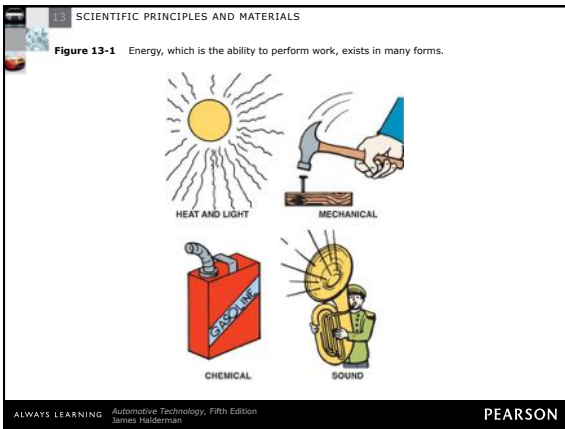 13 SCIENTIFIC PRINCIPLES AND MATERIALS
Figure 13-1 Energy, which is the ability to perform work, exists in many forms.
HEAT AND LIGHT
MECHANICAL
GASOLINE
CHEMICAL
SOUND
ALWAYS LEARNING
Automotive Technology, Fifth Edition
James Halderman
PEARSON